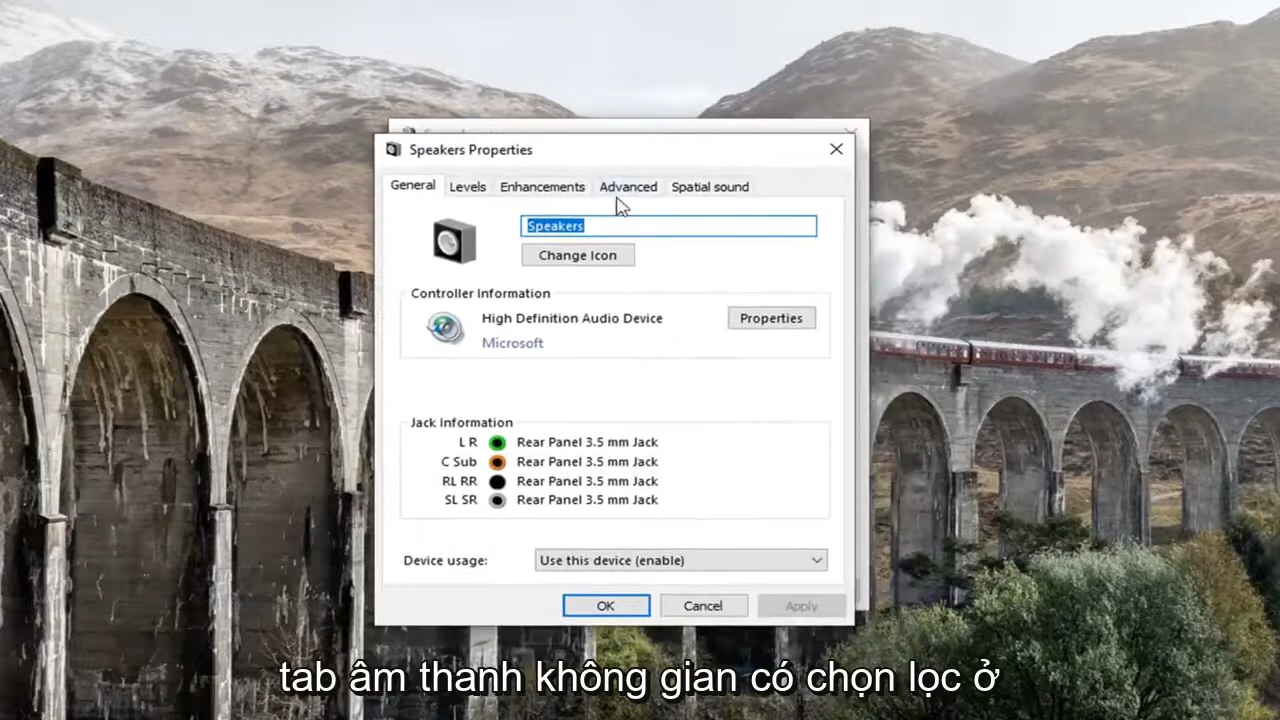 Speakers Properties
General Levels Enhancements Advanced Spatial sound
Speakers
Change Icon
Controller Information
High Definition Audio Device
Properties
Microsoft
Jack Information
L R Rear Panel 3.5 mm Jack
C Sub Rear Panel 3.5 mm Jack
RL RR Rear Panel 3.5 mm Jack
SL SR Rear Panel 3.5 mm Jack
Device usage: Use this device (enable)
OK Cancel Apply
tab âm thanh không gian có chọn lọc ở